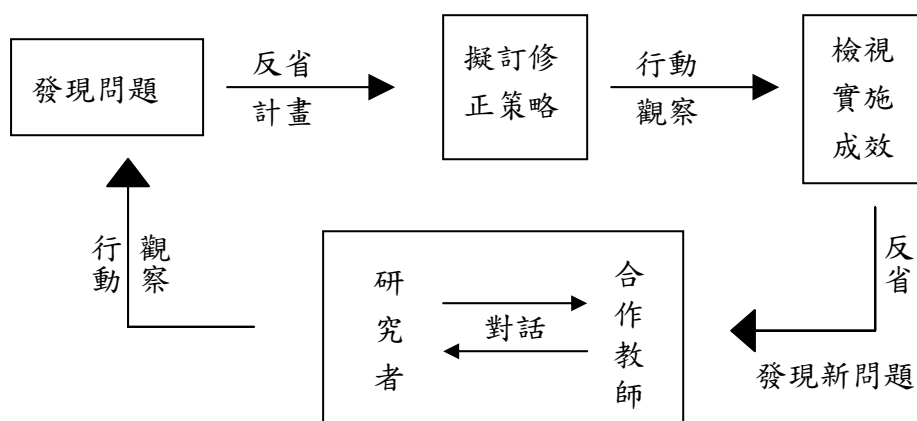 發現問題
反省
計畫
擬訂修
正策略
行動
觀察
檢視
實施
成效
反省
發現新問題
研究者
對話
合作教師
行動
觀察